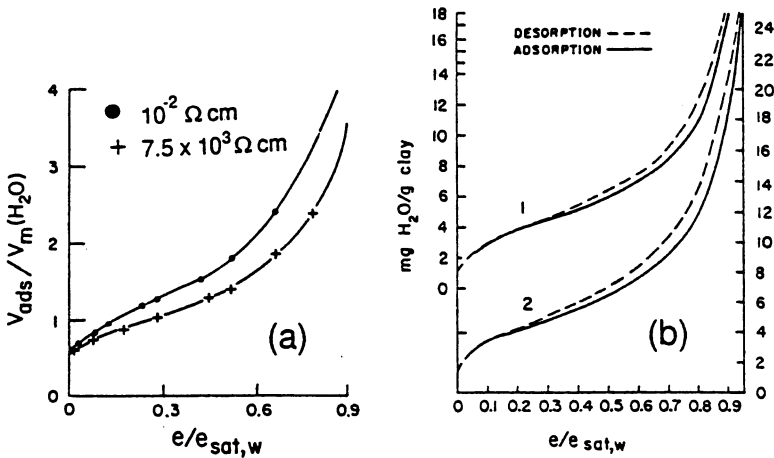 4
3
2
1
0
V_ads / V_m (H₂O)
● 10⁻² Ω cm
+ 7.5 x 10³ Ω cm
(a)
0 0.3 0.6 0.9
e/e_sat,w
18
16
14
12
10
8
6
4
2
0
mg H₂O/g clay
DESORPTION
ADSORPTION
1
2
(b)
24
22
20
18
16
14
12
10
8
6
4
2
0
0 0.1 0.2 0.3 0.4 0.5 0.6 0.7 0.8 0.9
e/e_sat,w